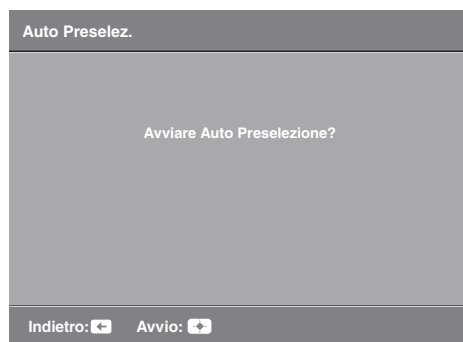 Auto Preselez.
Avviare Auto Preselezione?
Indietro: Avvio: